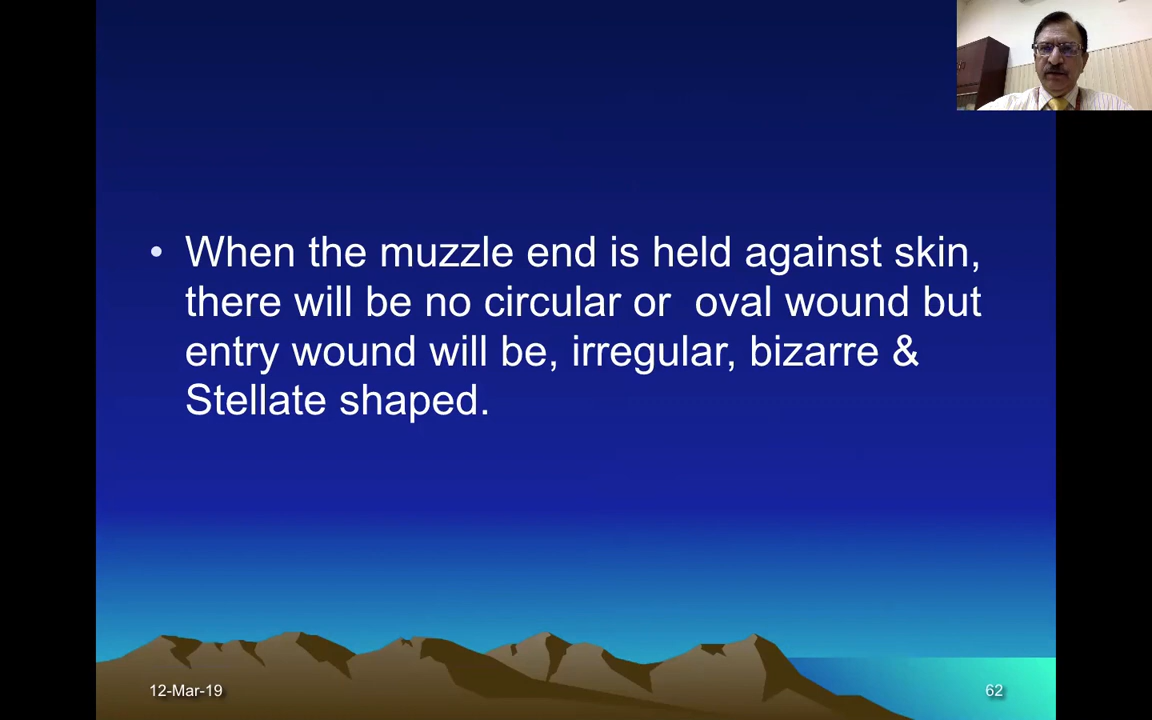 • When the muzzle end is held against skin,
there will be no circular or  oval wound but
entry wound will be, irregular, bizarre &
Stellate shaped.
12-Mar-19
62